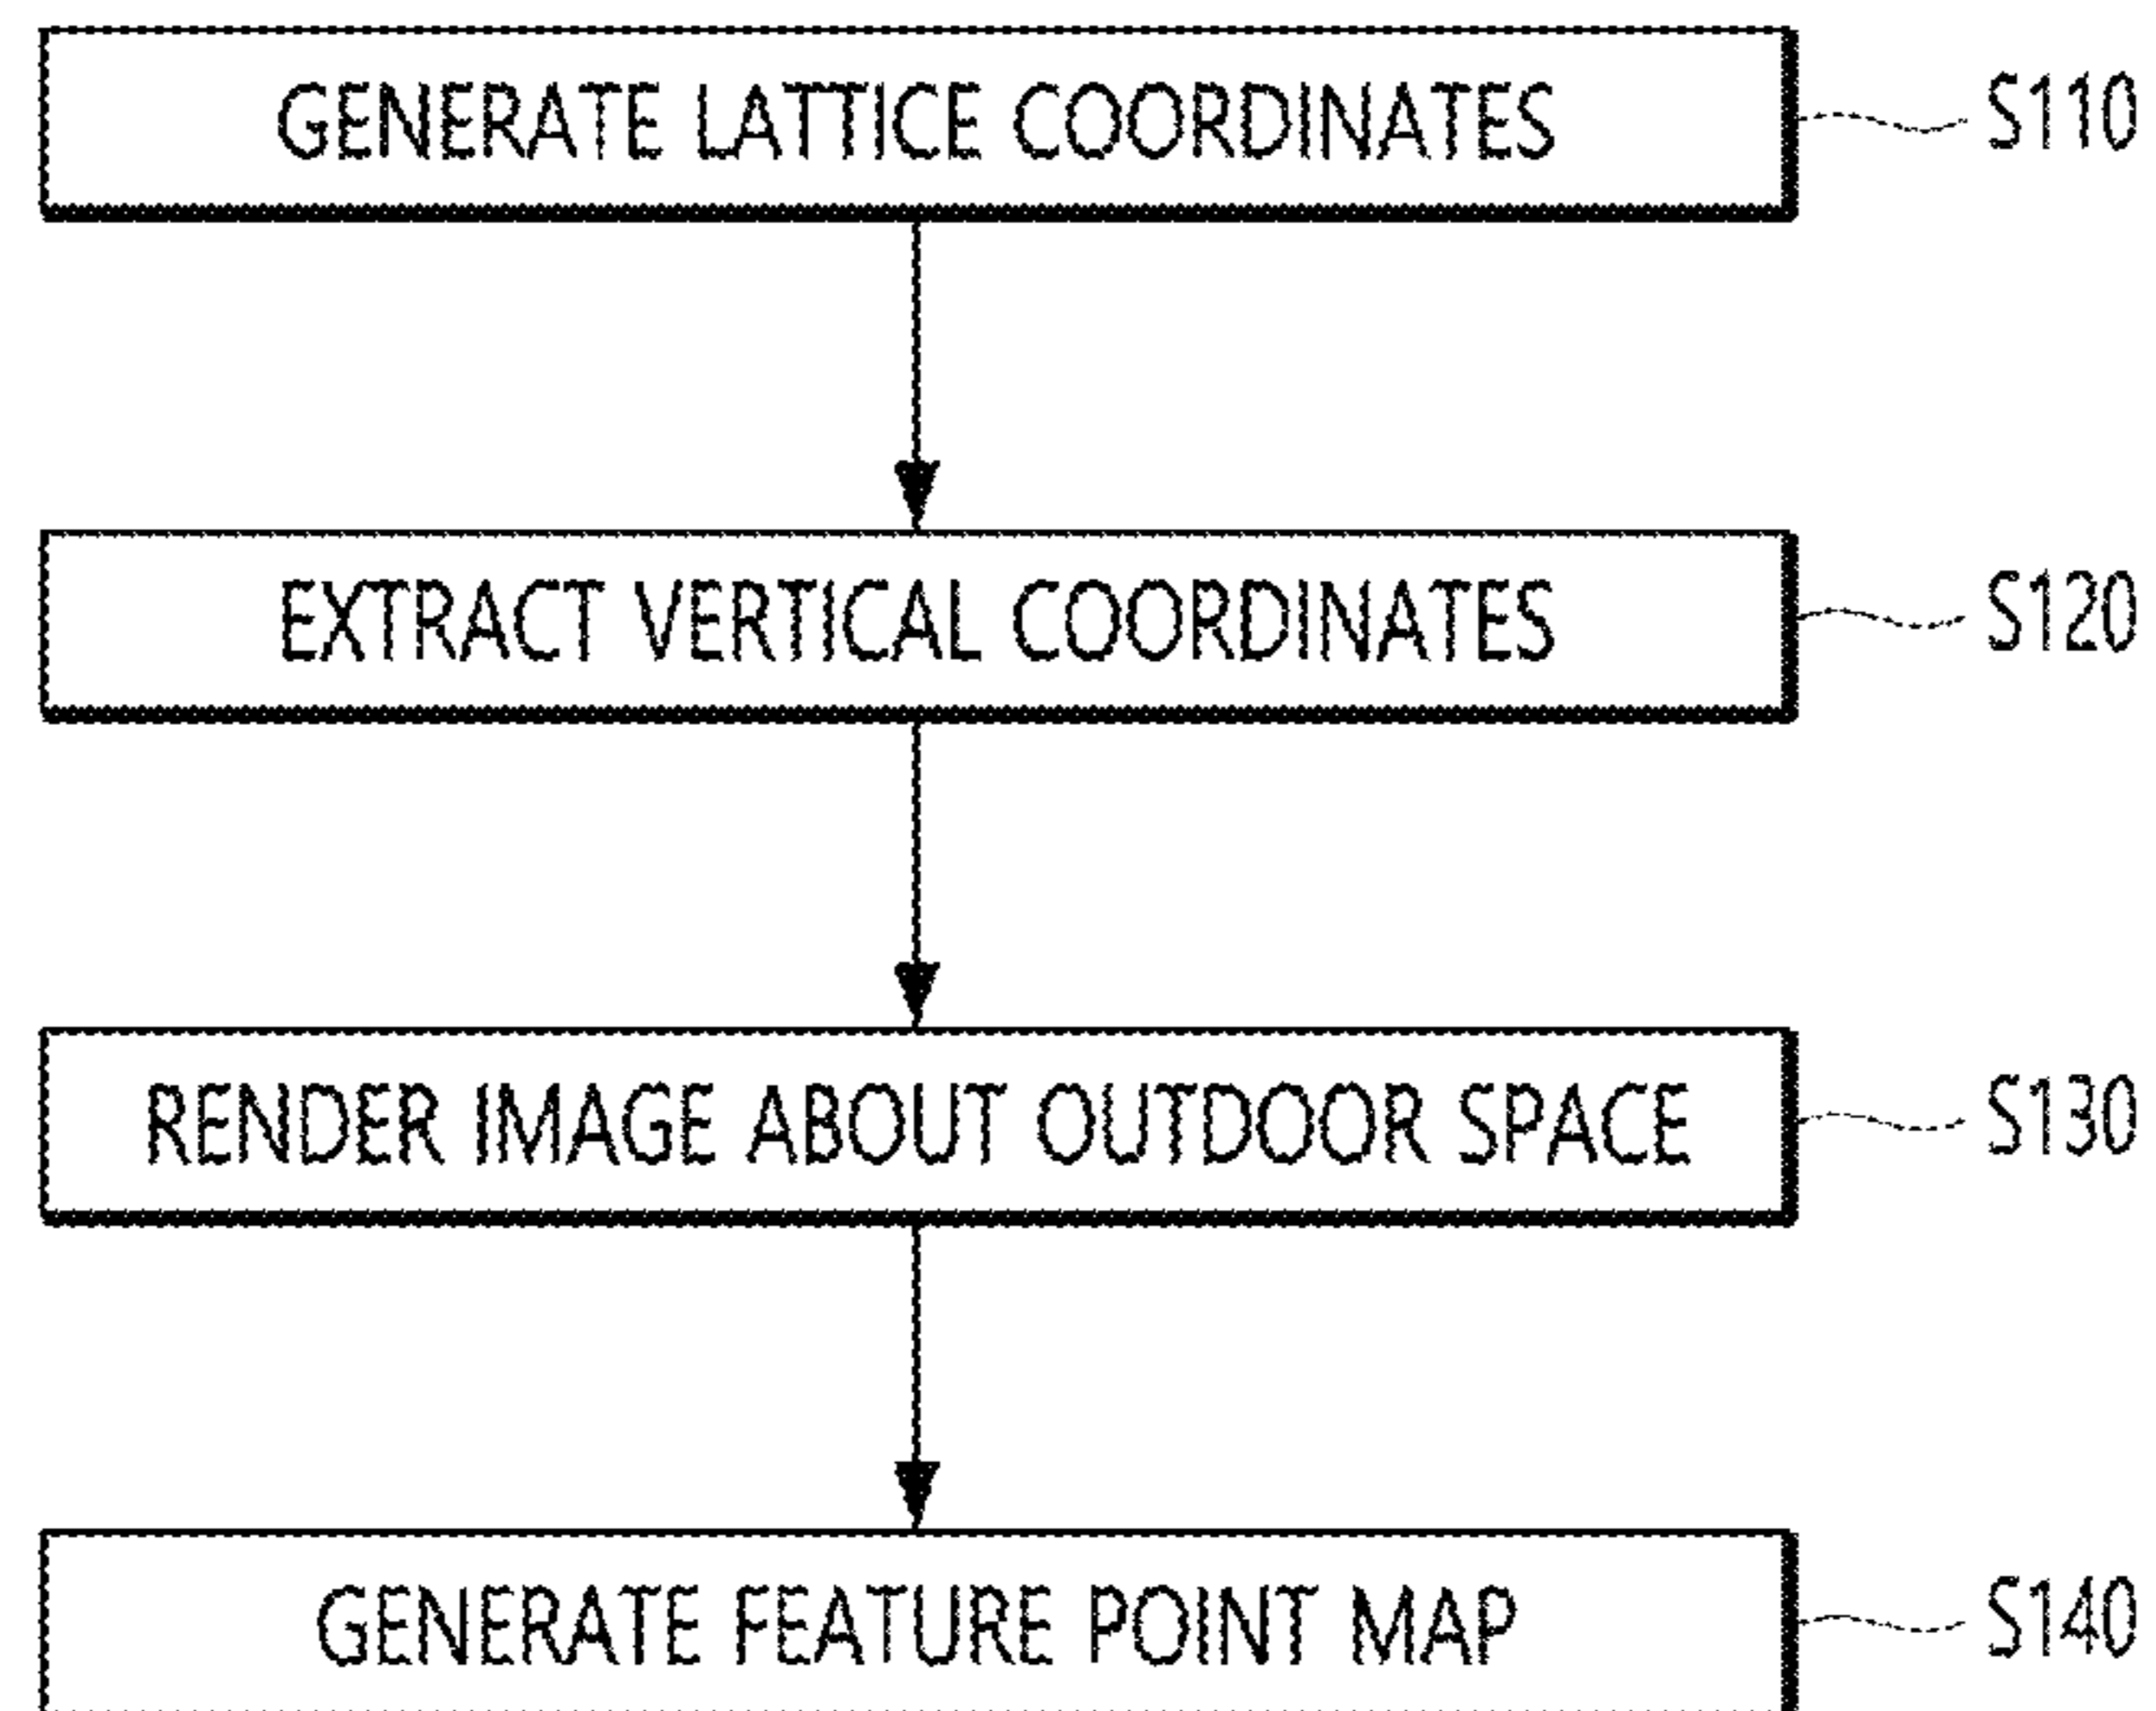 GENERATE LATTICE COORDINATES S110
EXTRACT VERTICAL COORDINATES S120
RENDER IMAGE ABOUT OUTDOOR SPACE S130
GENERATE FEATURE POINT MAP S140